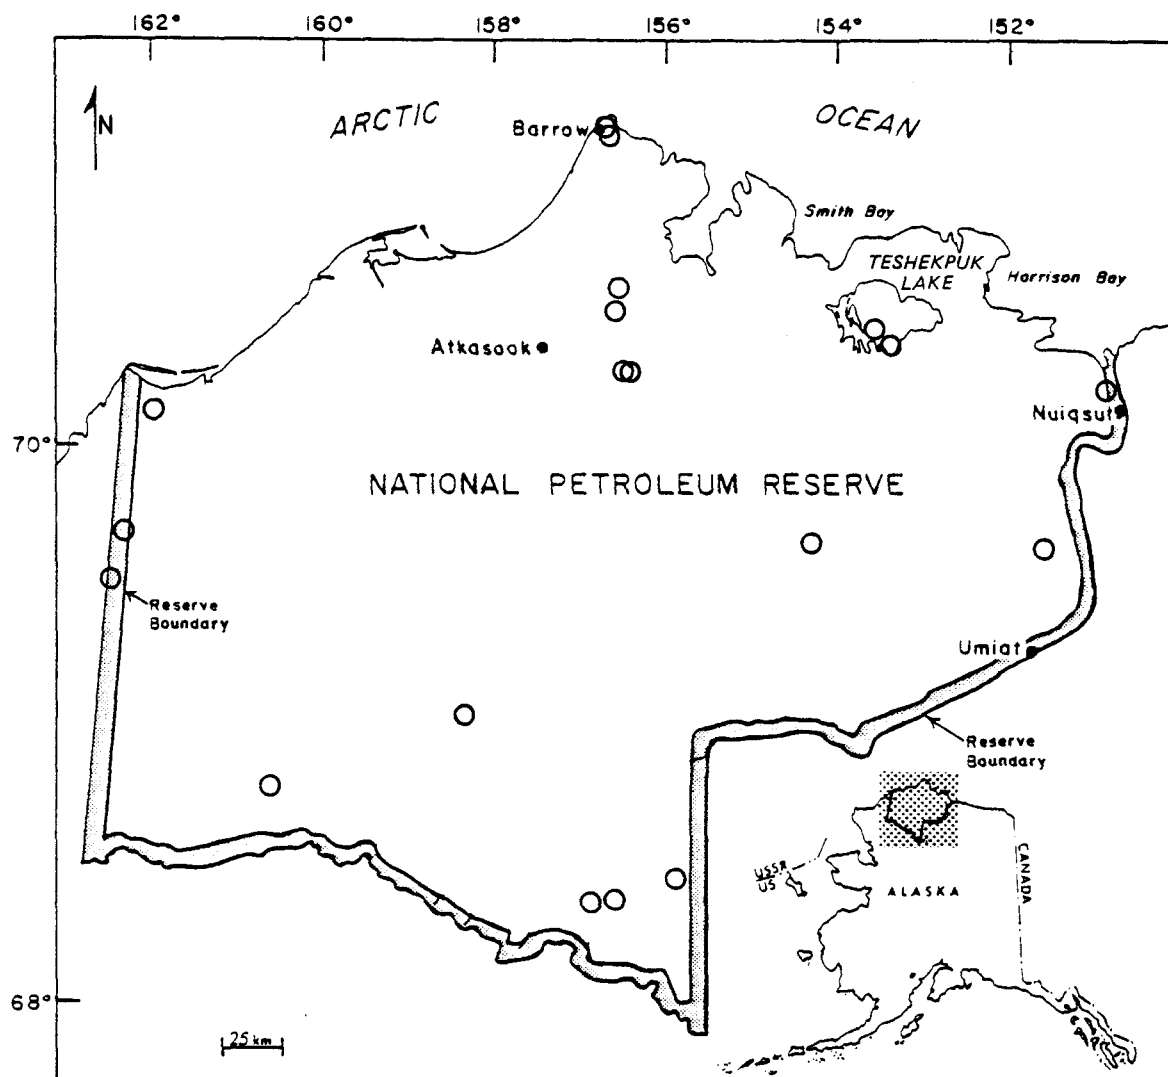 162° 160° 158° 156° 154° 152°
N
ARCTIC
OCEAN
Barrow
Smith Bay
TESHEKPUK
LAKE
Harrison Bay
Atkasook
Nuiqsut
70°
NATIONAL PETROLEUM RESERVE
Reserve
Boundary
Umiat
Reserve
Boundary
USSR
US
CANADA
ALASKA
68°
25 km